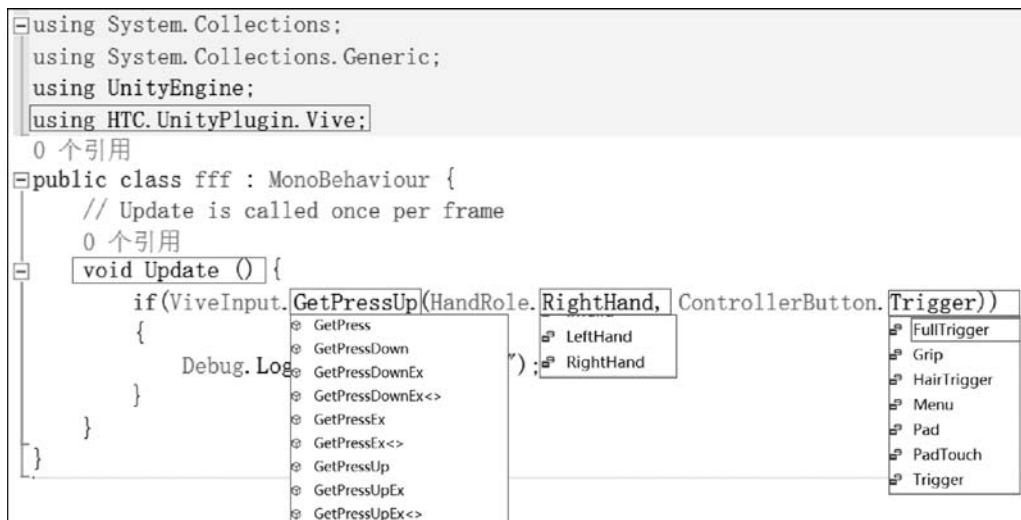 using System.Collections;
using System.Collections.Generic;
using UnityEngine;
using HTC.UnityPlugin.Vive;
0 个引用
public class fff : MonoBehaviour {
// Update is called once per frame
0 个引用
void Update () {
if(ViveInput.GetPressUp(HandRole.RightHand, ControllerButton.Trigger))
{
Debug.Log ");
}
}
}
GetPress
GetPressDown
GetPressDownEx
GetPressDownEx<>
GetPressEx
GetPressEx<>
GetPressUp
GetPressUpEx
GetPressUpEx<>
LeftHand
RightHand
FullTrigger
Grip
HairTrigger
Menu
Pad
PadTouch
Trigger